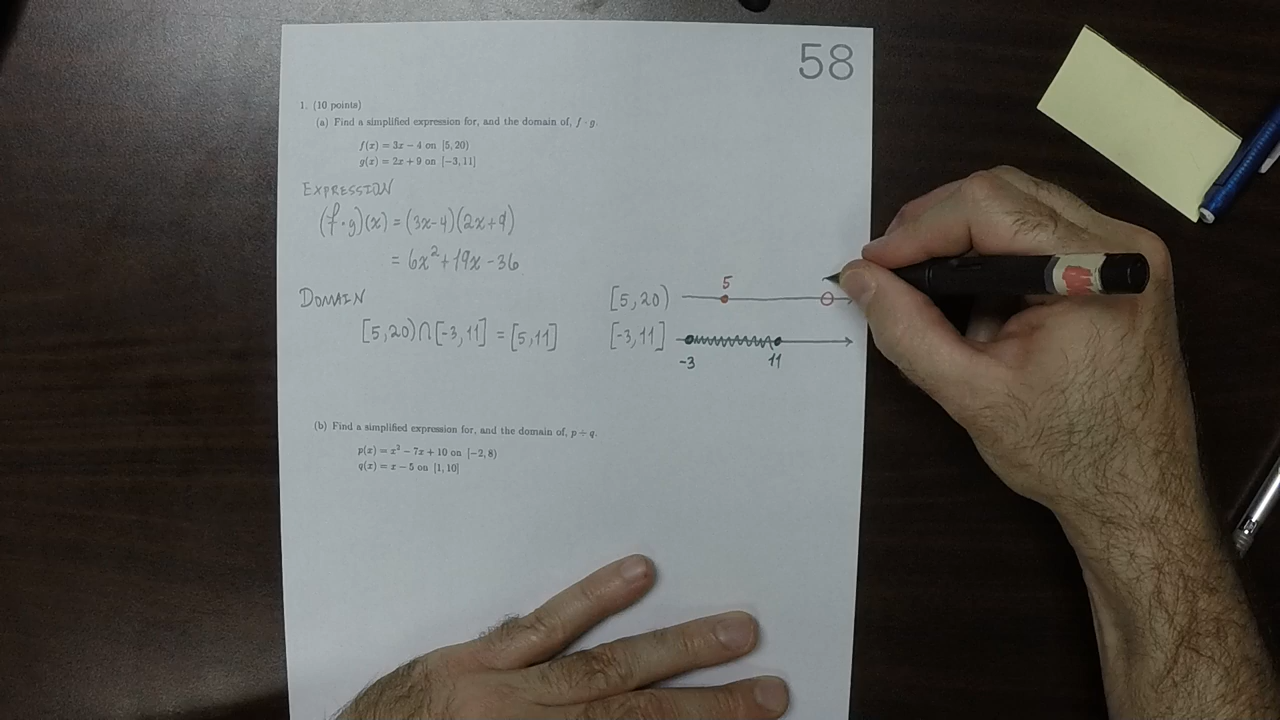 58
1. (10 points)
(a) Find a simplified expression for, and the domain of, f · g.
f(x) = 3x − 4 on [5, 20)
g(x) = 2x + 9 on [−3, 11]
EXPRESSION
(f·g)(x) = (3x-4)(2x+9)
= 6x²+19x-36
DOMAIN
[5,20)∩[-3,11] = [5,11]
[5,20) 5
[-3,11] -3 11
(b) Find a simplified expression for, and the domain of, p ÷ q.
p(x) = x³ − 7x + 10 on [−2, 8)
q(x) = x − 5 on [1, 10]